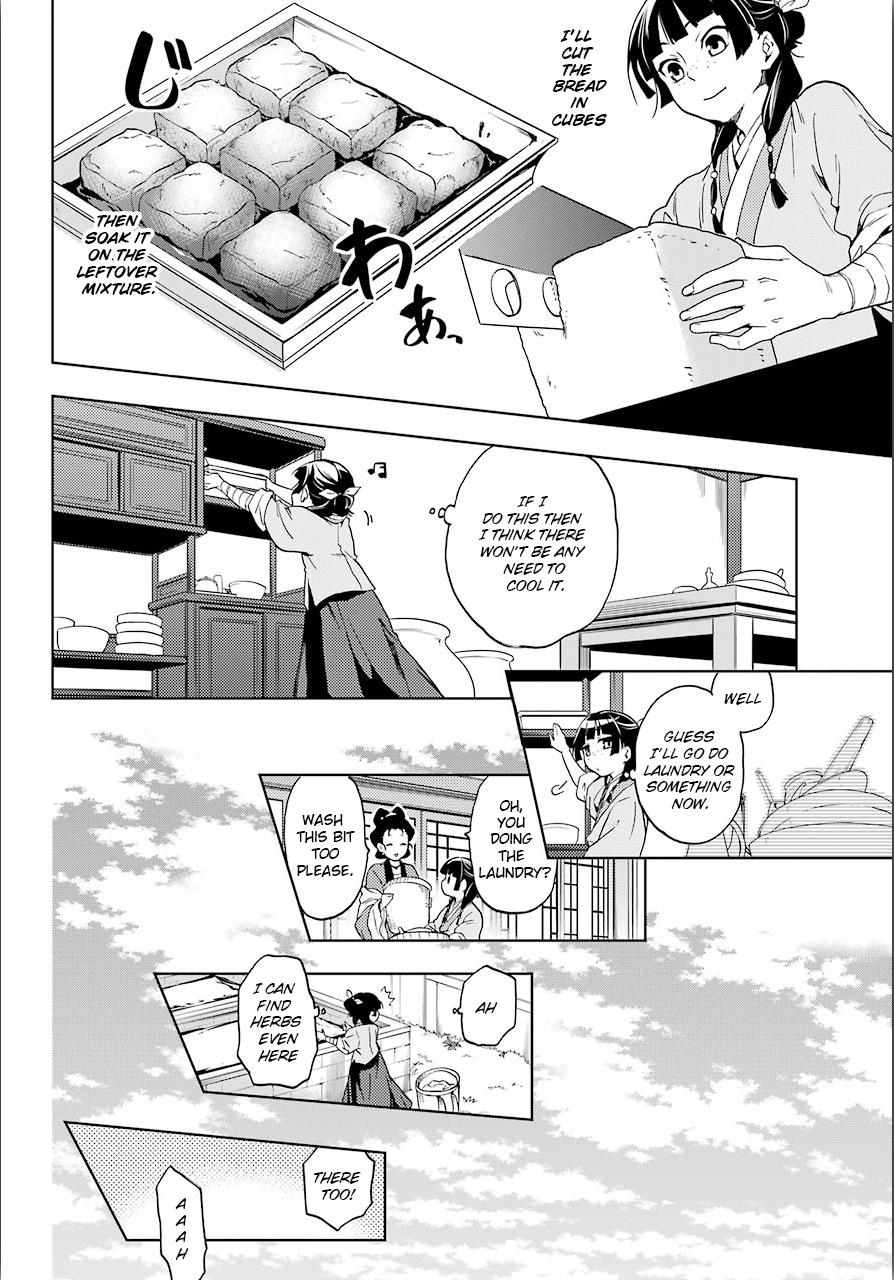 I'LL
CUT
THE
BREAD
IN
CUBES
じ
わ
あっ
THEN
SOAK IT
ON THE
LEFTOVER
MIXTURE.
IF I
DO THIS THEN
I THINK THERE
WON'T BE ANY
NEED TO
COOL IT.
WELL
GUESS
I'LL GO DO
LAUNDRY OR
SOMETHING
NOW.
OH,
YOU
DOING
THE
LAUNDRY?
WASH
THIS BIT
TOO
PLEASE.
AH
I CAN
FIND
HERBS
EVEN
HERE
THERE
TOO!
A
A
A
H